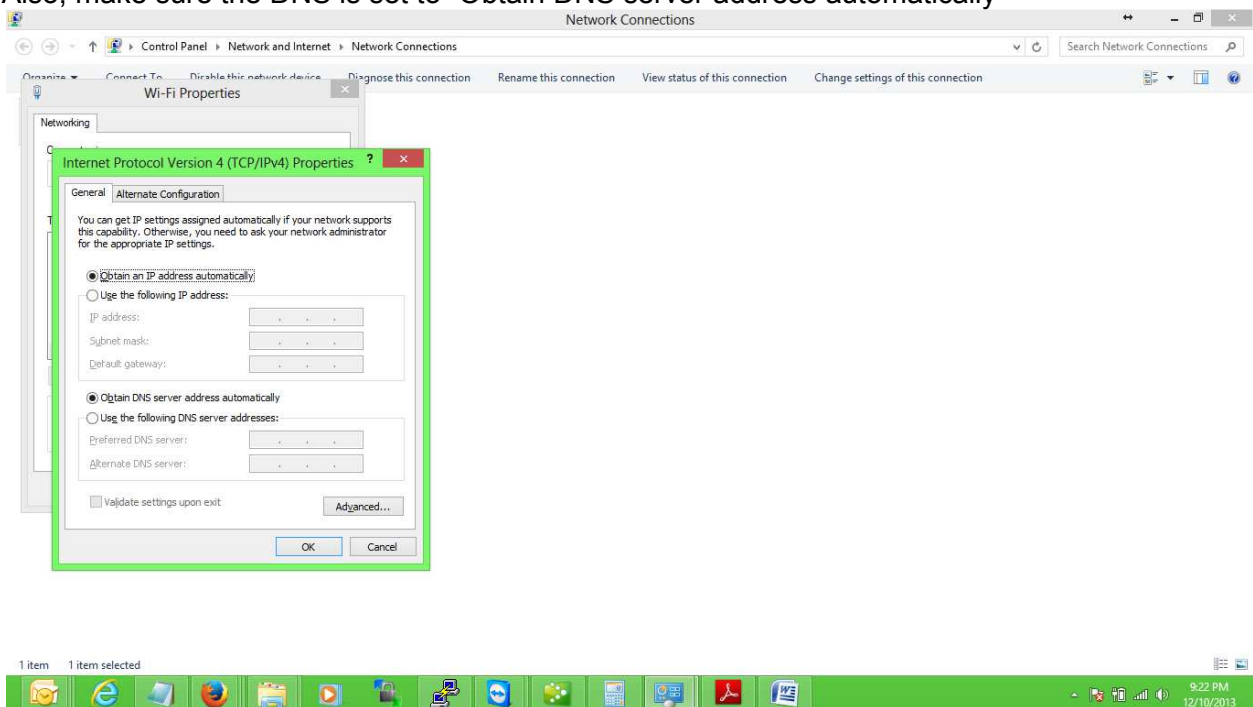 Also, make sure the DNS is set to "Obtain DNS server address automatically"
Network Connections
Control Panel Network and Internet Network Connections
Search Network Connections
Organize Connect To Disable this network device Diagnose this connection Rename this connection View status of this connection Change settings of this connection
Wi-Fi Properties
Networking
Internet Protocol Version 4 (TCP/IPv4) Properties ?
General Alternate Configuration
You can get IP settings assigned automatically if your network supports
this capability. Otherwise, you need to ask your network administrator
for the appropriate IP settings.
Obtain an IP address automatically
Use the following IP address:
IP address:
Subnet mask:
Default gateway:
Obtain DNS server address automatically
Use the following DNS server addresses:
Preferred DNS server:
Alternate DNS server:
Validate settings upon exit
Advanced...
OK Cancel
1 item 1 item selected
9:22 PM
12/10/2013